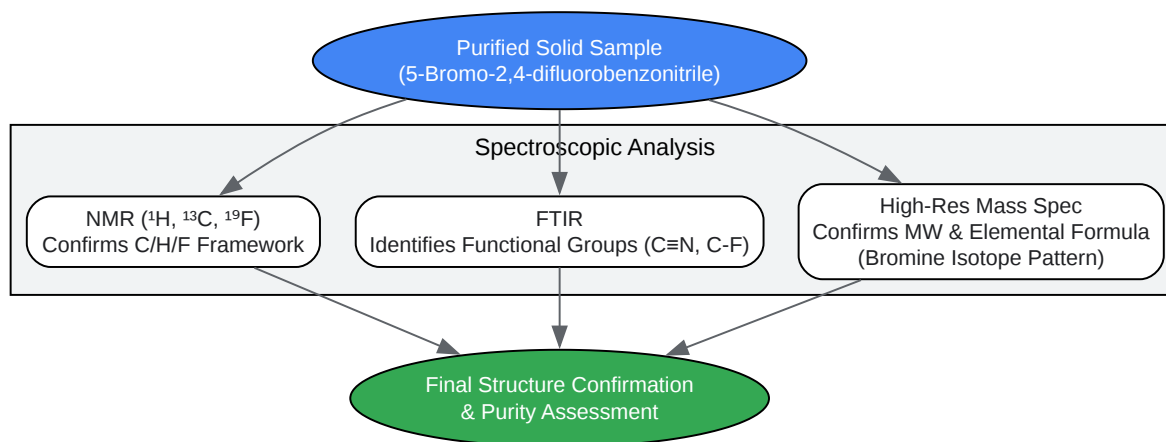 Purified Solid Sample
(5-Bromo-2,4-difluorobenzonitrile)
Spectroscopic Analysis
NMR (¹H, ¹³C, ¹⁹F)
Confirms C/H/F Framework
FTIR
Identifies Functional Groups (C≡N, C-F)
High-Res Mass Spec
Confirms MW & Elemental Formula
(Bromine Isotope Pattern)
Final Structure Confirmation
& Purity Assessment